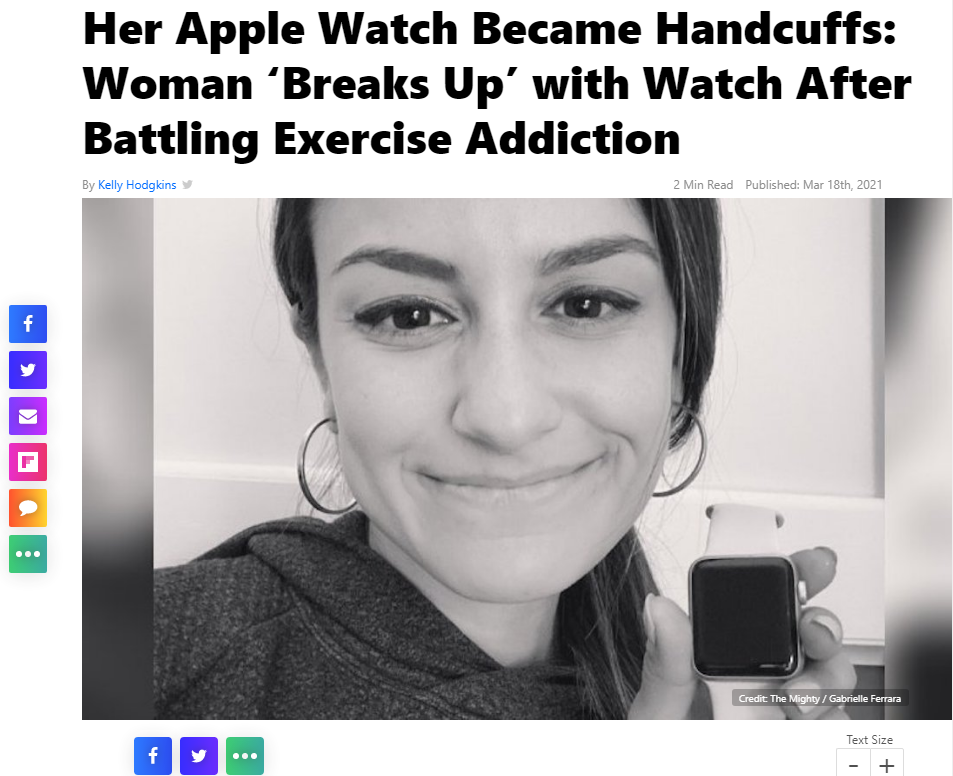 Her Apple Watch Became Handcuffs:
Woman ‘Breaks Up’ with Watch After
Battling Exercise Addiction
By Kelly Hodgkins
2 Min Read Published: Mar 18th, 2021
Credit: The Mighty / Gabrielle Ferrara
Text Size
- +